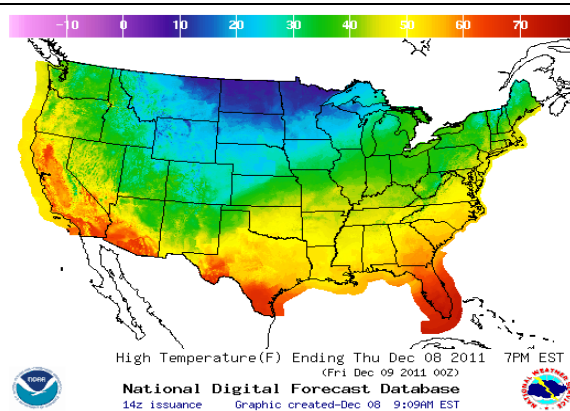 -10 0 10 20 30 40 50 60 70
High Temperature(F) Ending Thu Dec 08 2011 7PM EST
(Fri Dec 09 2011 00Z)
National Digital Forecast Database
14z issuance Graphic created-Dec 08 9:09AM EST
noaa